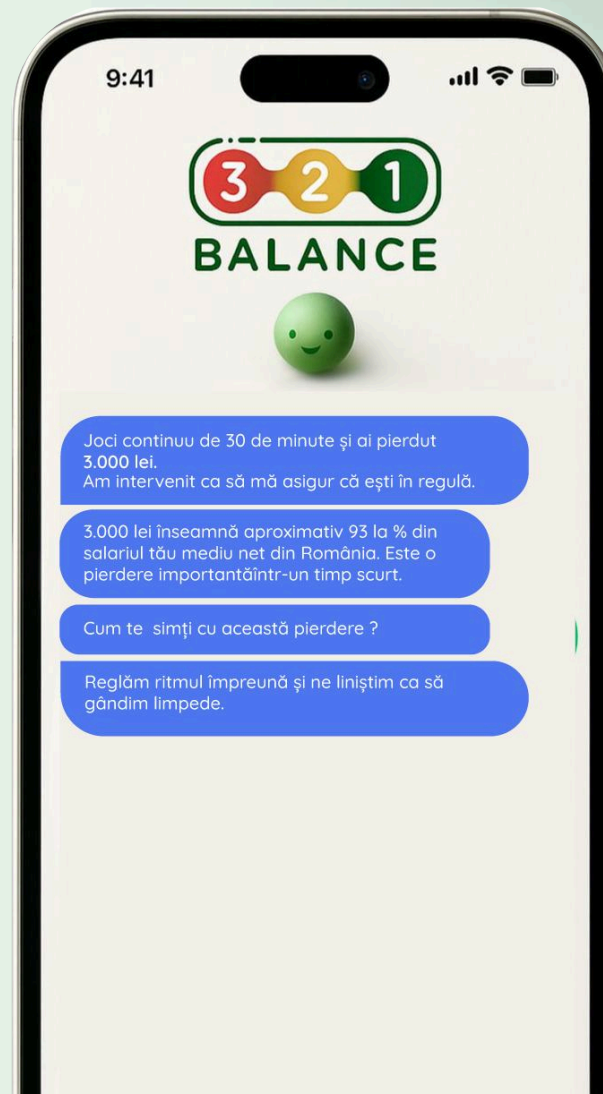 9:41
3 2 1
BALANCE
Joci continuu de 30 de minute și ai pierdut
3.000 lei.
Am intervenit ca să mă asigur că ești în regulă.
3.000 lei înseamnă aproximativ 93 la % din
salariul tău mediu net din România. Este o
pierdere importantăîntr-un timp scurt.
Cum te  simți cu această pierdere ?
Reglăm ritmul împreună și ne liniștim ca să
gândim limpede.